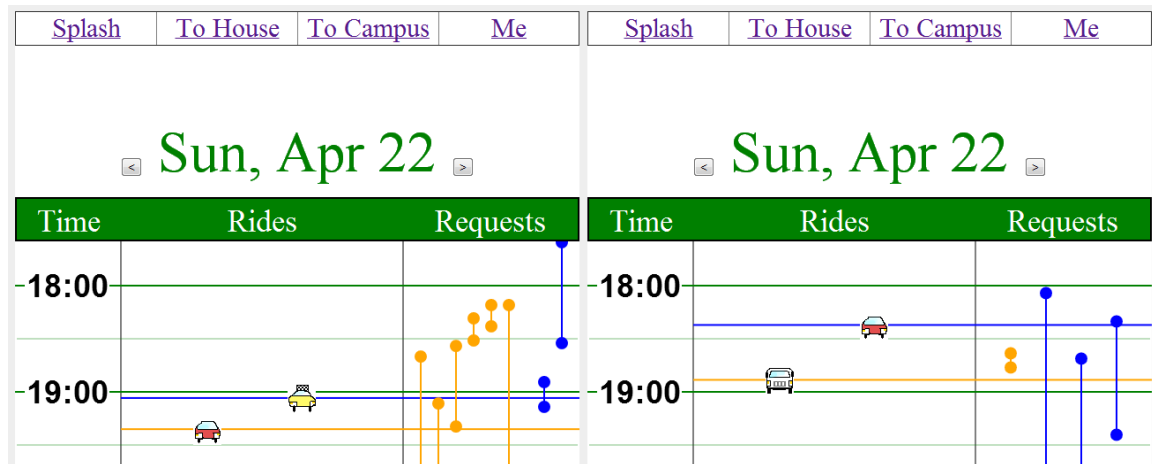 Splash To House To Campus Me
< Sun, Apr 22 >
Time Rides Requests
18:00
19:00
Splash To House To Campus Me
< Sun, Apr 22 >
Time Rides Requests
18:00
19:00